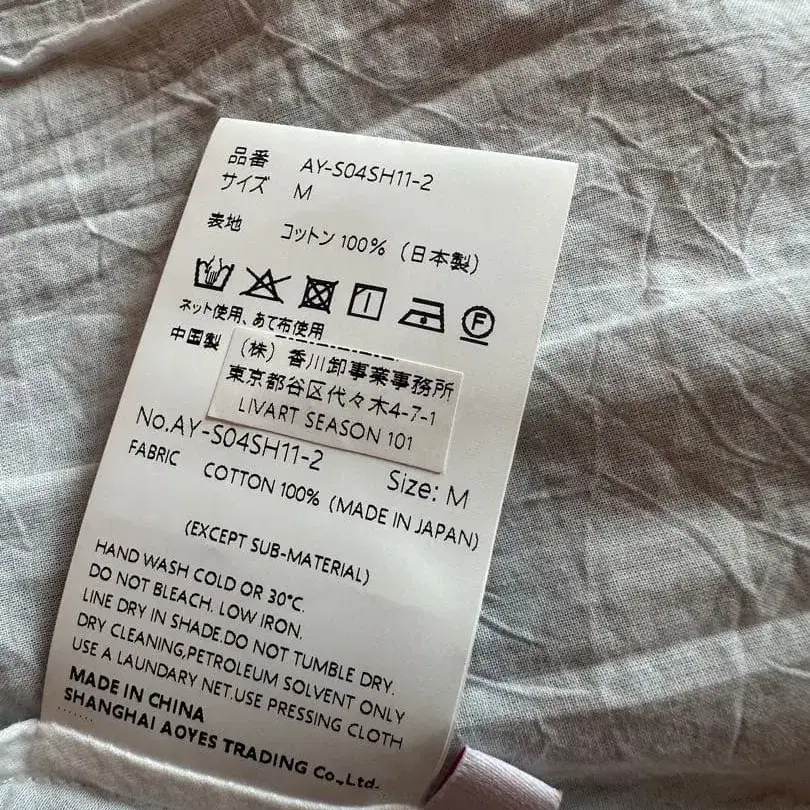 品番 AY-S04SH11-2
サイズ M
表地 コットン 100% (日本製)
F
ネット使用、あて布使用
中国製
(株) 香川卸事業事務所
東京都谷区代々木4-7-1
LIVART SEASON 101
No.AY-S04SH11-2 Size: M
FABRIC COTTON 100% (MADE IN JAPAN)
(EXCEPT SUB-MATERIAL)
HAND WASH COLD OR 30°C.
DO NOT BLEACH. LOW IRON.
LINE DRY IN SHADE.DO NOT TUMBLE DRY.
DRY CLEANING,PETROLEUM SOLVENT ONLY
USE A LAUNDARY NET.USE PRESSING CLOTH
MADE IN CHINA
SHANGHAI AOYES TRADING Co.,Ltd.